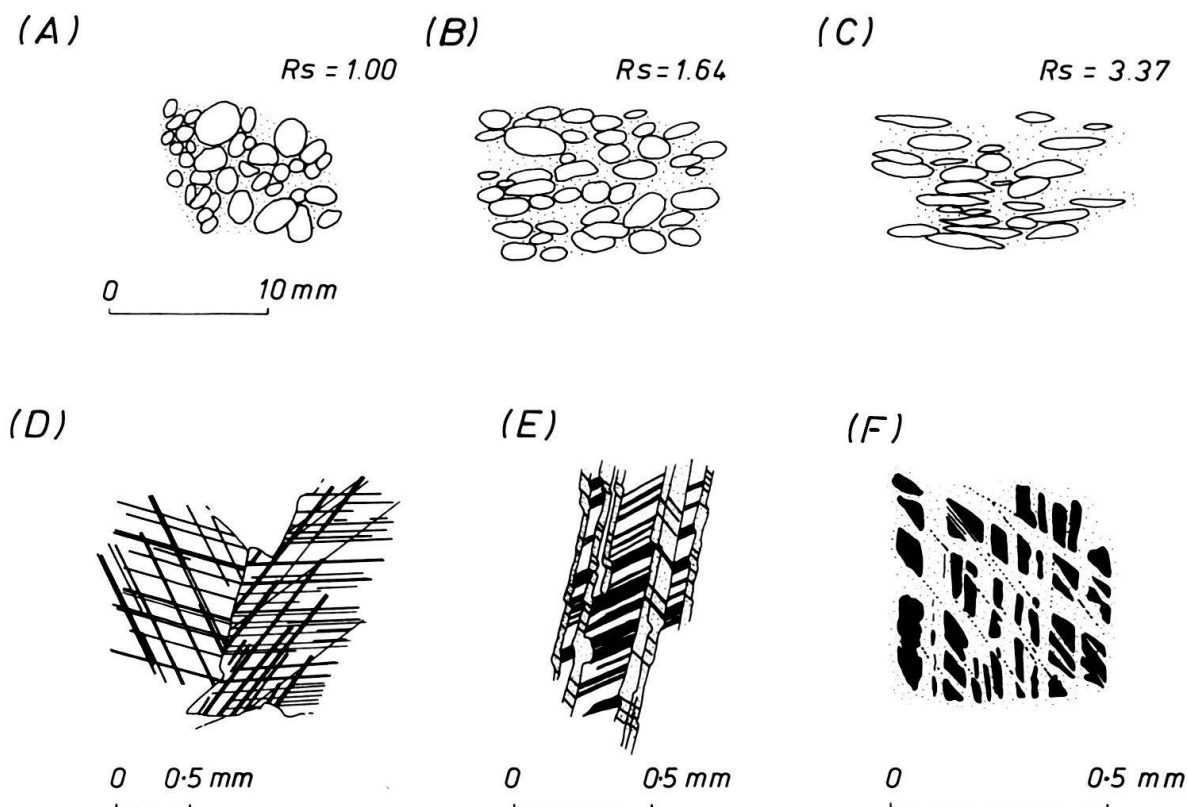 (A)
(B)
(C)
Rs = 1.00
Rs = 1.64
Rs = 3.37
0 10 mm
(D)
(E)
(F)
0 0·5 mm
0 0·5 mm
0 0·5 mm